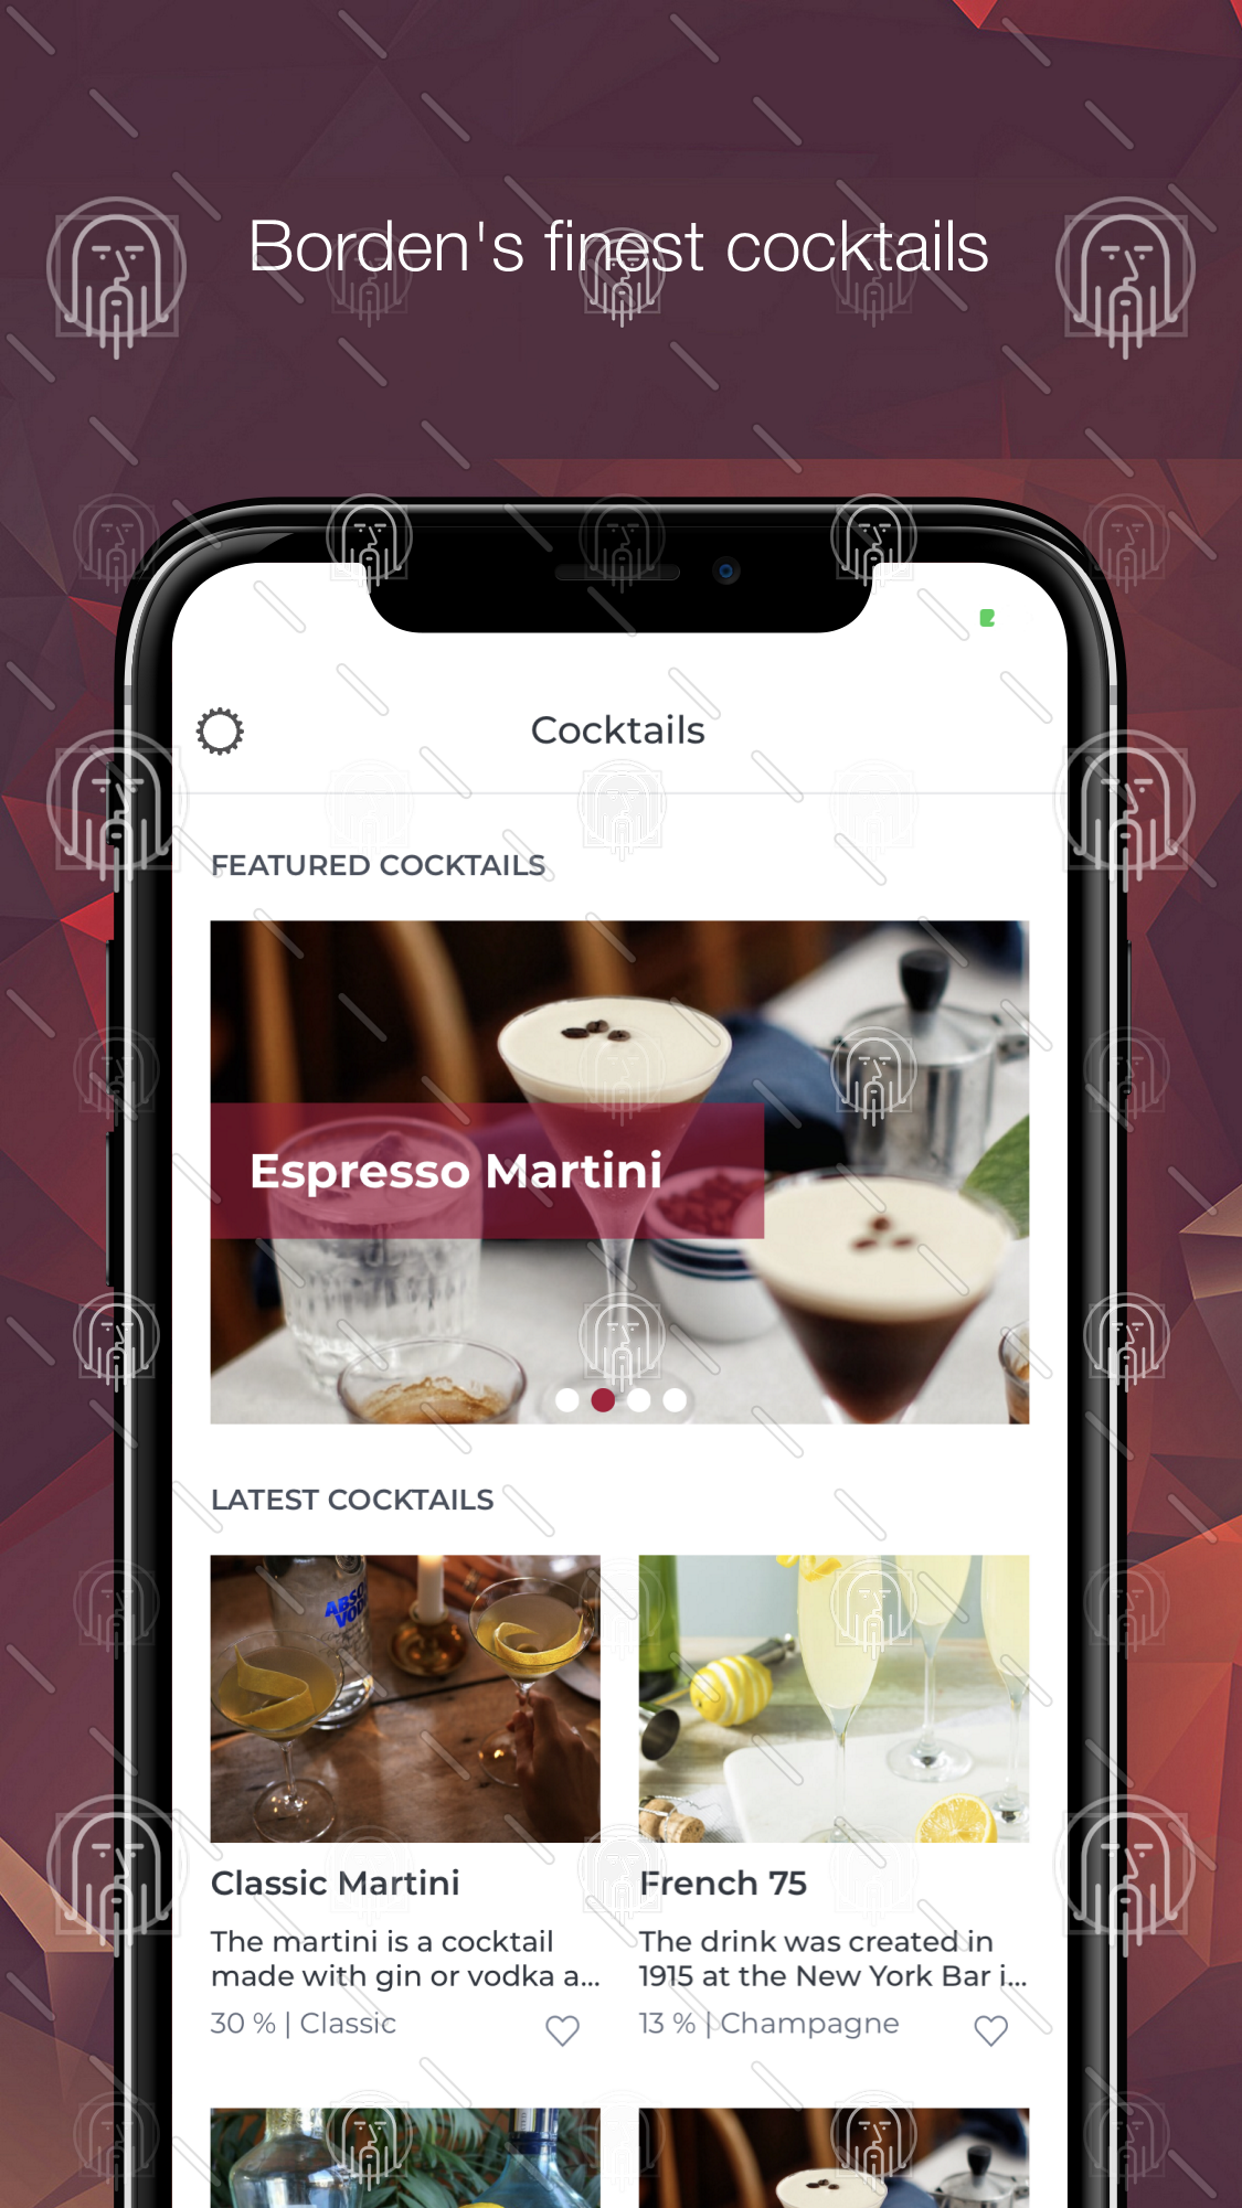 Borden's finest cocktails
Cocktails
FEATURED COCKTAILS
Espresso Martini
LATEST COCKTAILS
ABSO
VOD
Classic Martini
French 75
The martini is a cocktail
made with gin or vodka a...
The drink was created in
1915 at the New York Bar i...
30 % | Classic
13 % | Champagne